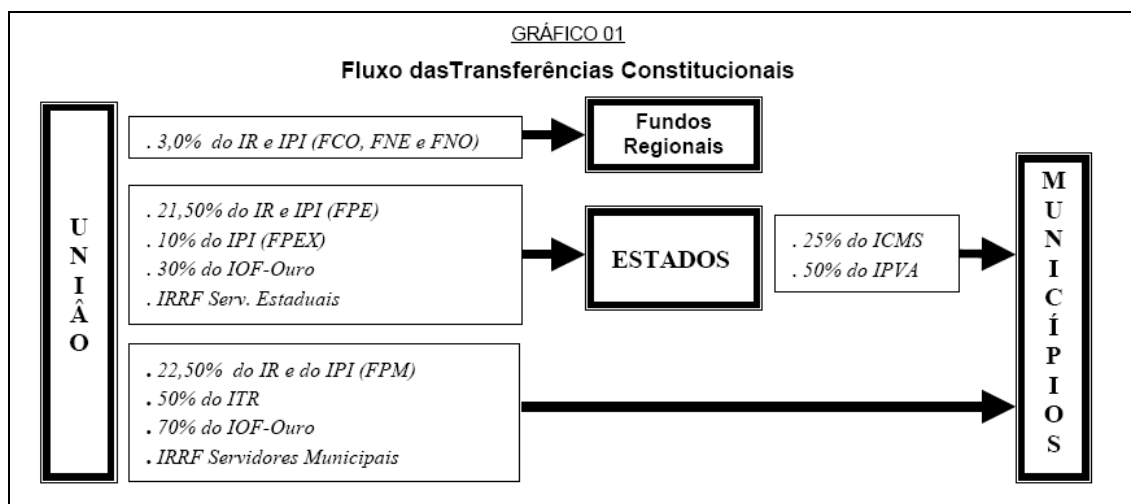 GRÁFICO 01
Fluxo dasTransferências Constitucionais
UNIÂO
. 3,0% do IR e IPI (FCO, FNE e FNO)
Fundos
Regionais
. 21,50% do IR e IPI (FPE)
. 10% do IPI (FPEX)
. 30% do IOF-Ouro
. IRRF Serv. Estaduais
ESTADOS
. 25% do ICMS
. 50% do IPVA
. 22,50% do IR e do IPI (FPM)
. 50% do ITR
. 70% do IOF-Ouro
. IRRF Servidores Municipais
MUNICÍPIOS